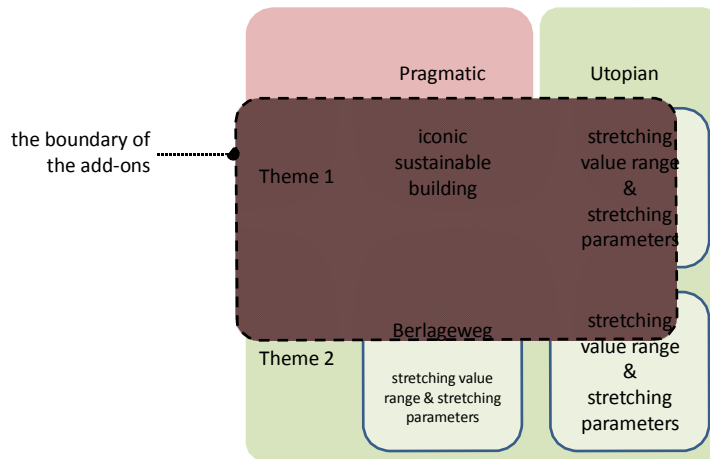 Pragmatic
Utopian
the boundary of
the add-ons
Theme 1
iconic
sustainable
building
stretching
value range
&
stretching
parameters
Theme 2
Berlageweg
stretching value
range & stretching
parameters
stretching
value range
&
stretching
parameters